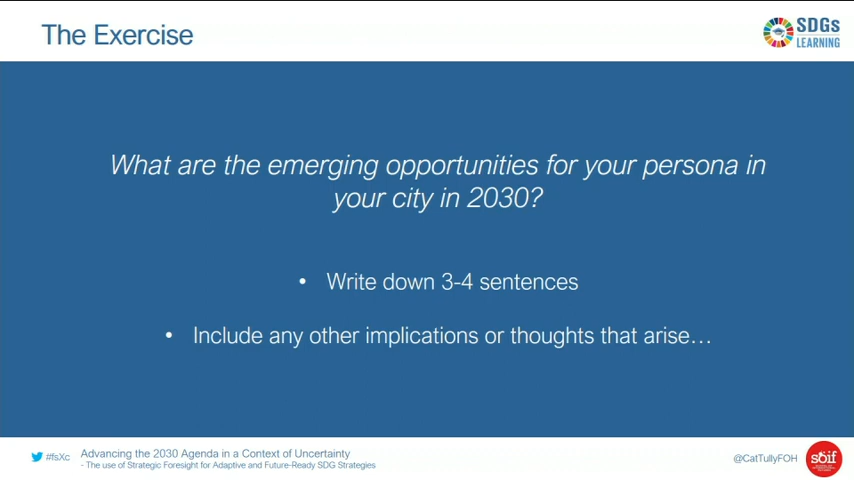 The Exercise
SDGs
LEARNING
What are the emerging opportunities for your persona in
your city in 2030?
• Write down 3-4 sentences
• Include any other implications or thoughts that arise…
#fsXc
Advancing the 2030 Agenda in a Context of Uncertainty
- The use of Strategic Foresight for Adaptive and Future-Ready SDG Strategies
@CatTullyFOH
soif